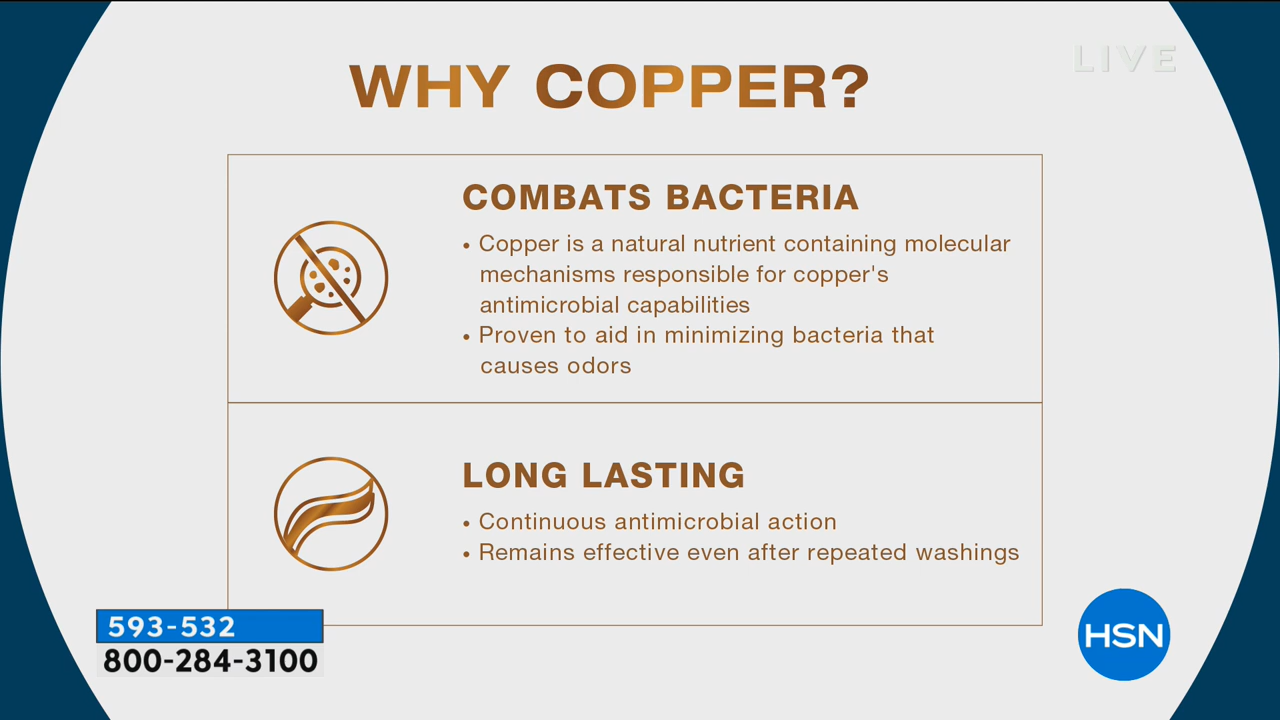 WHY COPPER?
LIVE
COMBATS BACTERIA
• Copper is a natural nutrient containing molecular
mechanisms responsible for copper's
antimicrobial capabilities
• Proven to aid in minimizing bacteria that
causes odors
LONG LASTING
• Continuous antimicrobial action
• Remains effective even after repeated washings
593-532
800-284-3100
HSN